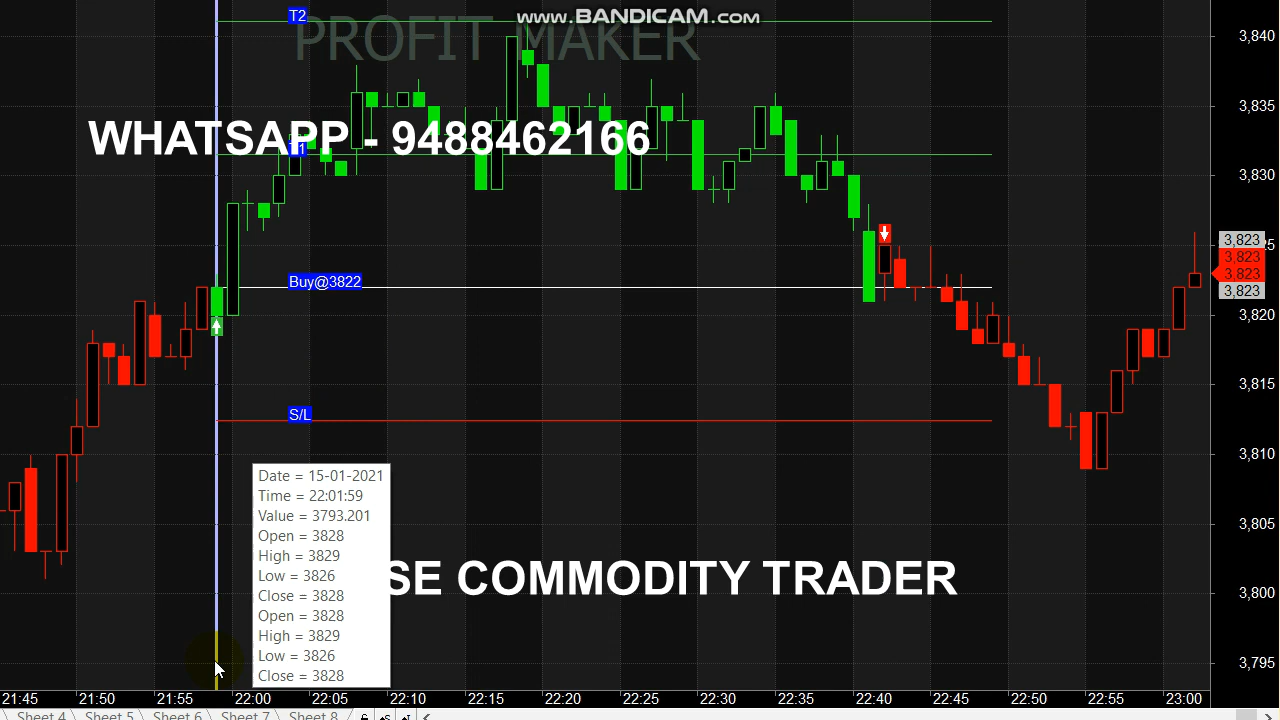 www.BANDICAM.com
T2
PROFIT MAKER
3,840
3,835
WHATSAPP - 9488462166
T1
3,830
3,823
Buy@3822
3,823
3,823
3,823
3,820
3,815
S/L
3,810
Date = 15-01-2021
Time = 22:01:59
Value = 3793.201
3,805
Open = 3828
High = 3829
Low = 3826
SE COMMODITY TRADER
Close = 3828
3,800
Open = 3828
High = 3829
Low = 3826
3,795
Close = 3828
21:45 21:50 21:55 22:00 22:05 22:10 22:15 22:20 22:25 22:30 22:35 22:40 22:45 22:50 22:55 23:00
Sheet 4 Sheet 5 Sheet 6 Sheet 7 Sheet 8